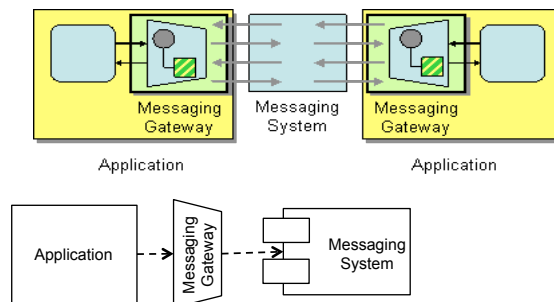 Messaging
Gateway
Messaging
System
Messaging
Gateway
Application
Application
Application
Messaging
Gateway
Messaging
System